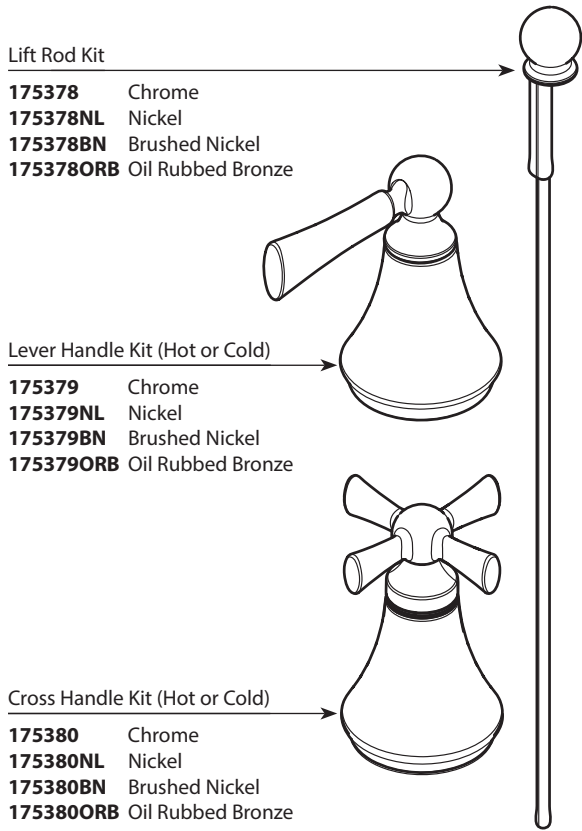 Lift Rod Kit
175378 Chrome
175378NL Nickel
175378BN Brushed Nickel
175378ORB Oil Rubbed Bronze
Lever Handle Kit (Hot or Cold)
175379 Chrome
175379NL Nickel
175379BN Brushed Nickel
175379ORB Oil Rubbed Bronze
Cross Handle Kit (Hot or Cold)
175380 Chrome
175380NL Nickel
175380BN Brushed Nickel
175380ORB Oil Rubbed Bronze